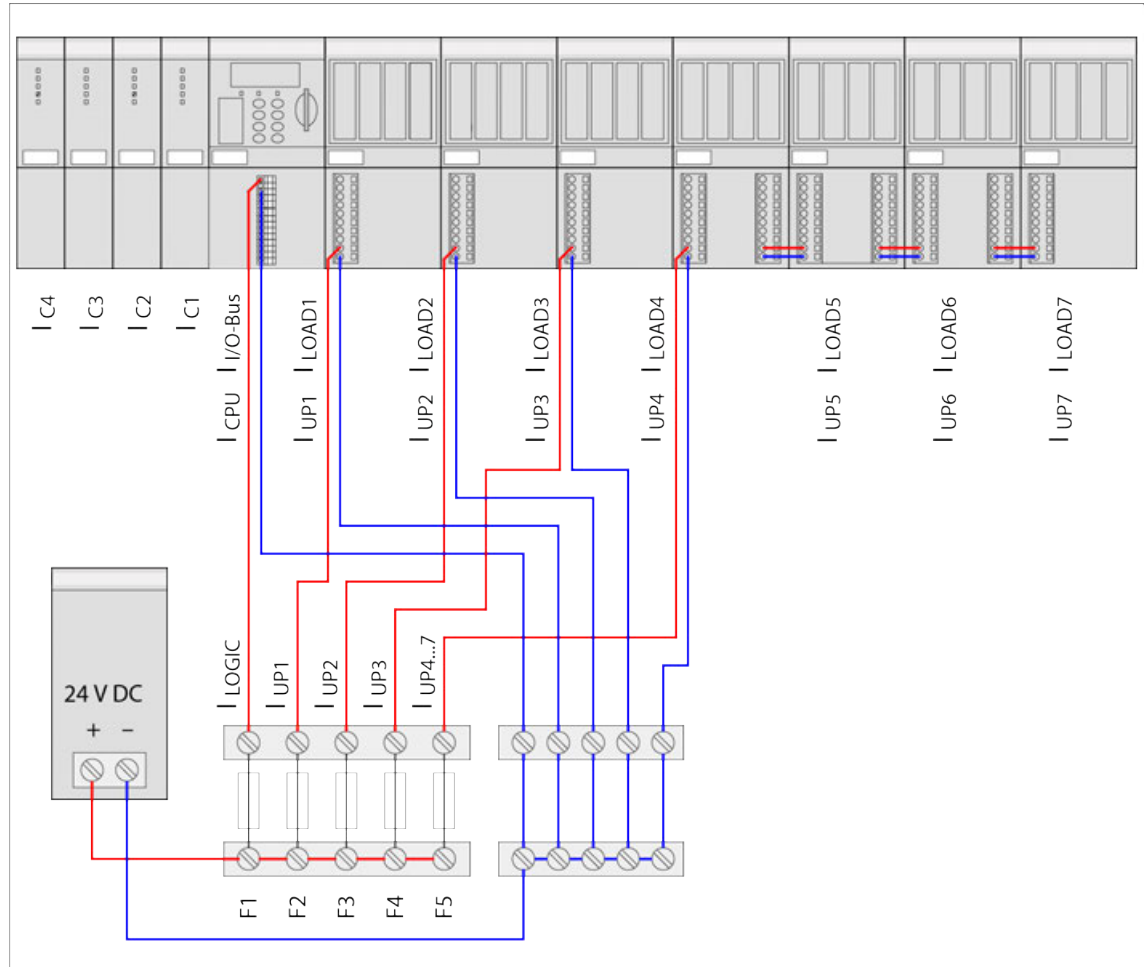 I C4
I C3
I C2
I C1
I I/O-Bus
I LOAD1
I LOAD2
I LOAD3
I LOAD4
I LOAD5
I LOAD6
I LOAD7
I CPU
I UP1
I UP2
I UP3
I UP4
I UP5
I UP6
I UP7
24 V DC
+ −
I LOGIC
I UP1
I UP2
I UP3
I UP4...7
F1
F2
F3
F4
F5